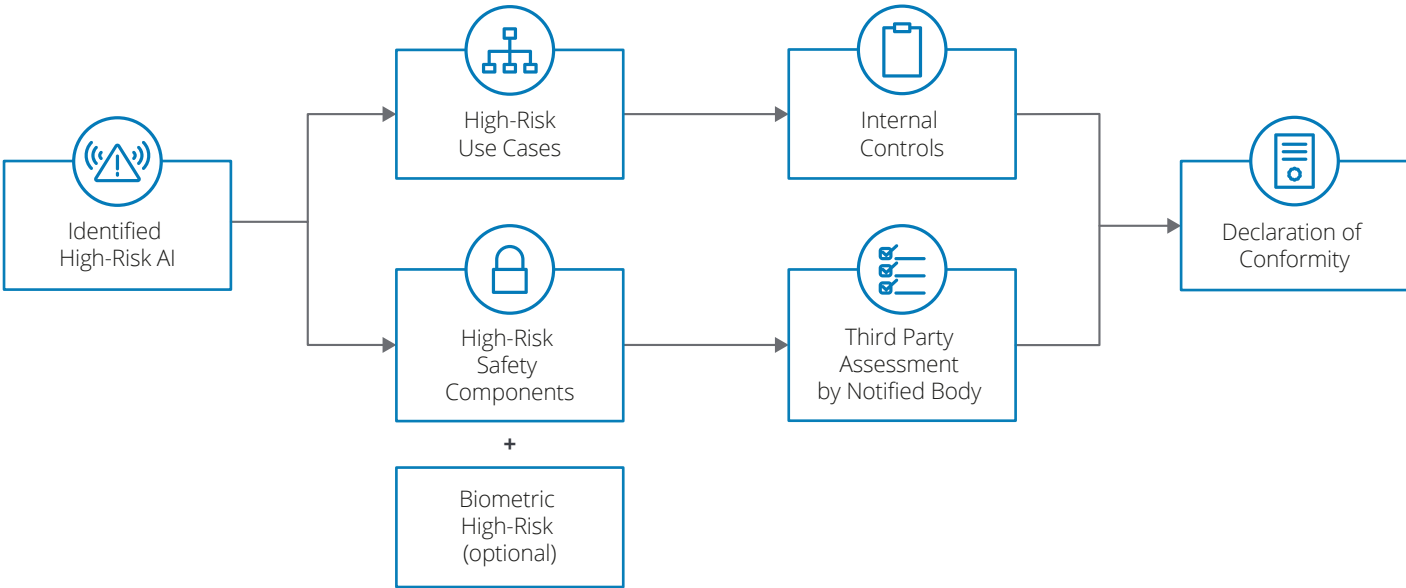 Identified
High-Risk AI
High-Risk
Use Cases
Internal
Controls
High-Risk
Safety
Components
+
Biometric
High-Risk
(optional)
Third Party
Assessment
by Notified Body
Declaration of
Conformity